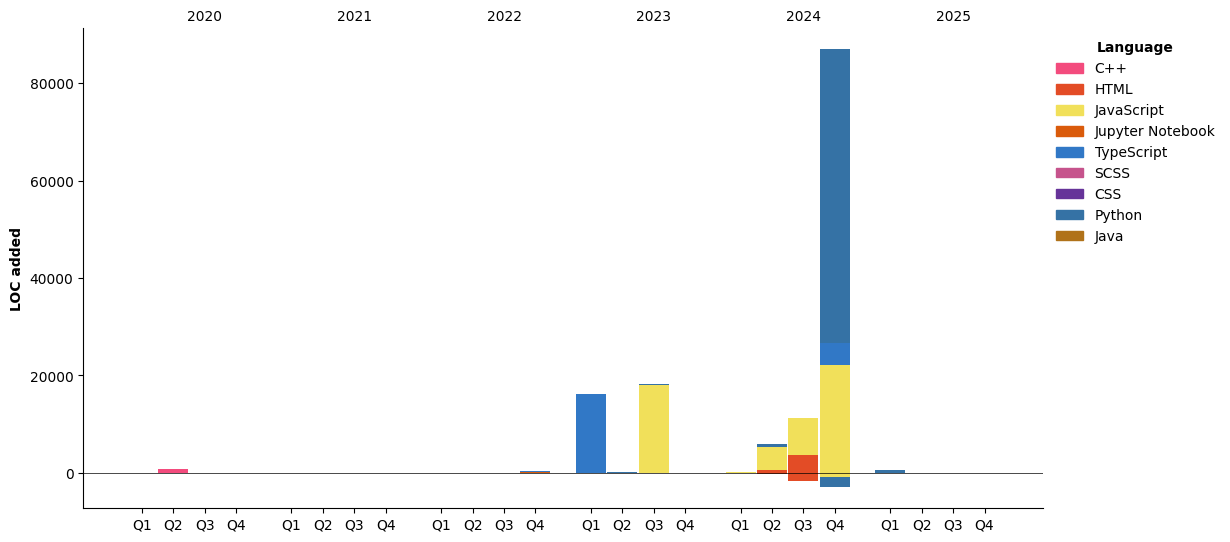 2020 2021 2022 2023 2024 2025
Language
C++
HTML
JavaScript
Jupyter Notebook
TypeScript
SCSS
CSS
Python
Java
LOC added
80000
60000
40000
20000
0
Q1 Q2 Q3 Q4 Q1 Q2 Q3 Q4 Q1 Q2 Q3 Q4 Q1 Q2 Q3 Q4 Q1 Q2 Q3 Q4 Q1 Q2 Q3 Q4